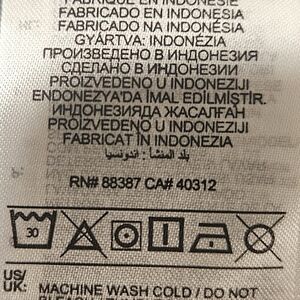 FABRIQUÉ EN INDONÉSIE
FABRICADO EN INDONESIA
FABRICADO NA INDONÉSIA
GYÁRTVA: INDONÉZIA
ПРОИЗВЕДЕНО В ИНДОНЕЗИЯ
СДЕЛАНО В ИНДОНЕЗИИ
PROIZVEDENO U INDONEZIJI
ENDONEZYA'DA İMAL EDİLMİŞTİR.
ИНДОНЕЗИЯДА ЖАСАЛҒАН
PROIZVEDENO U INDONEZIJI
FABRICAT ÎN INDONEZIA
بلد المنشأ: اندونسيا
RN# 88387 CA# 40312
30
US/
UK: MACHINE WASH COLD / DO NOT